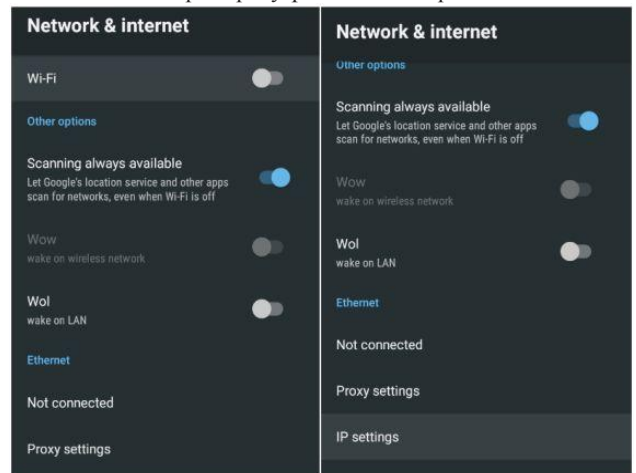 Network & internet
Wi-Fi
Other options
Scanning always available
Let Google's location service and other apps
scan for networks, even when Wi-Fi is off
Wow
wake on wireless network
Wol
wake on LAN
Ethernet
Not connected
Proxy settings
Network & internet
Other options
Scanning always available
Let Google's location service and other apps
scan for networks, even when Wi-Fi is off
Wow
wake on wireless network
Wol
wake on LAN
Ethernet
Not connected
Proxy settings
IP settings